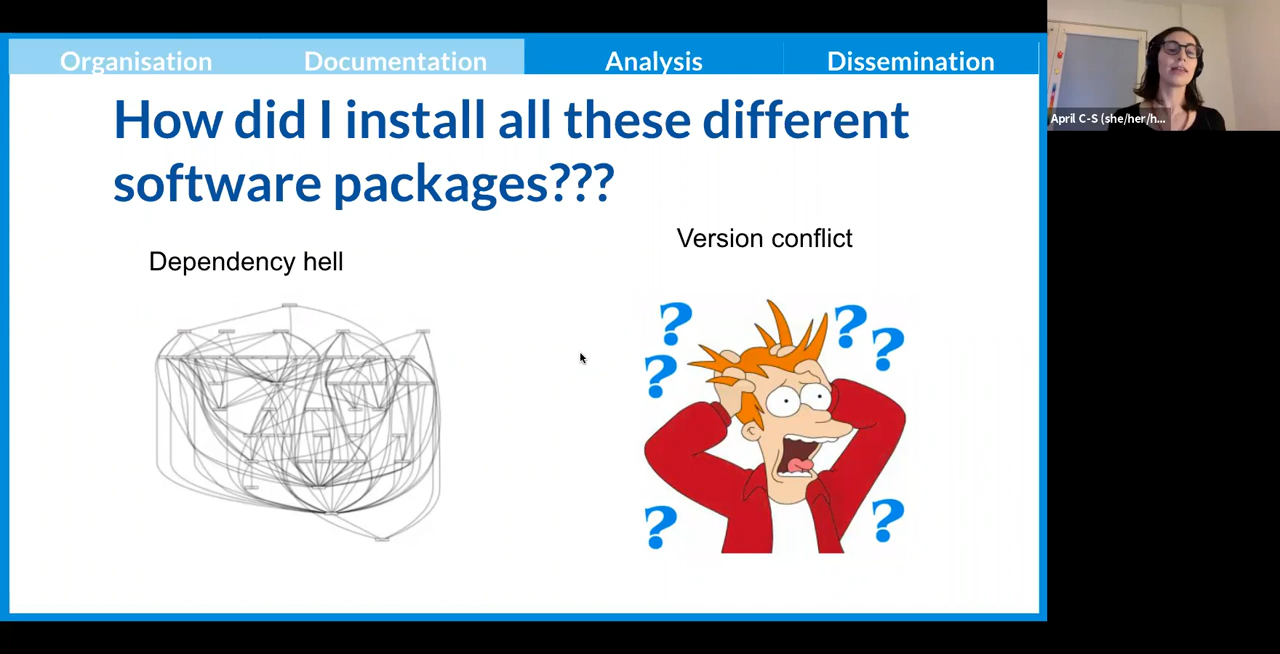 Organisation
Documentation
Analysis
Dissemination
How did I install all these different
software packages???
Dependency hell
Version conflict
? ? ? ? ? ?
April C-S (she/her/h...